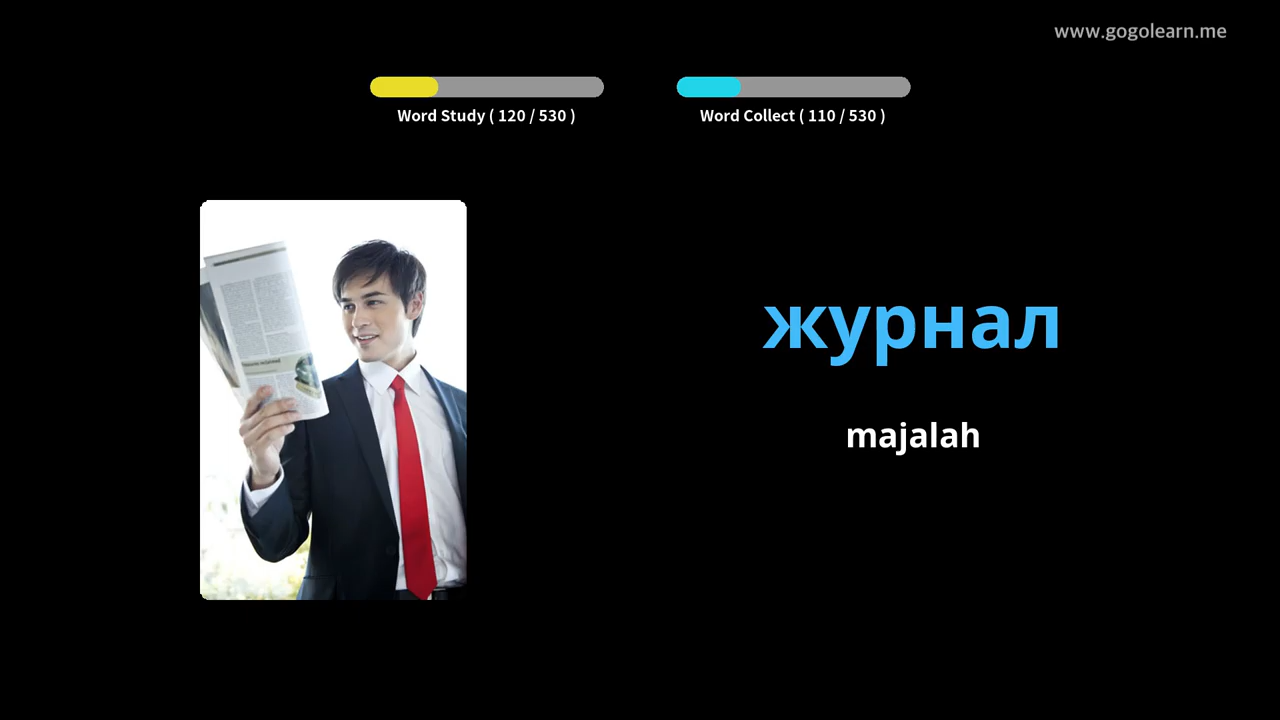 www.gogolearn.me
Word Study ( 120 / 530 )
Word Collect ( 110 / 530 )
журнал
majalah